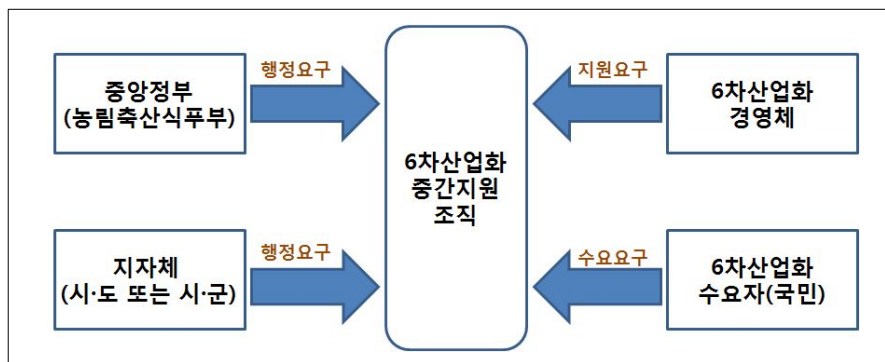 중앙정부
(농림축산식푸부)
행정요구
지자체
(시·도 또는 시·군)
행정요구
6차산업화
중간지원
조직
지원요구
6차산업화
경영체
수요요구
6차산업화
수요자(국민)